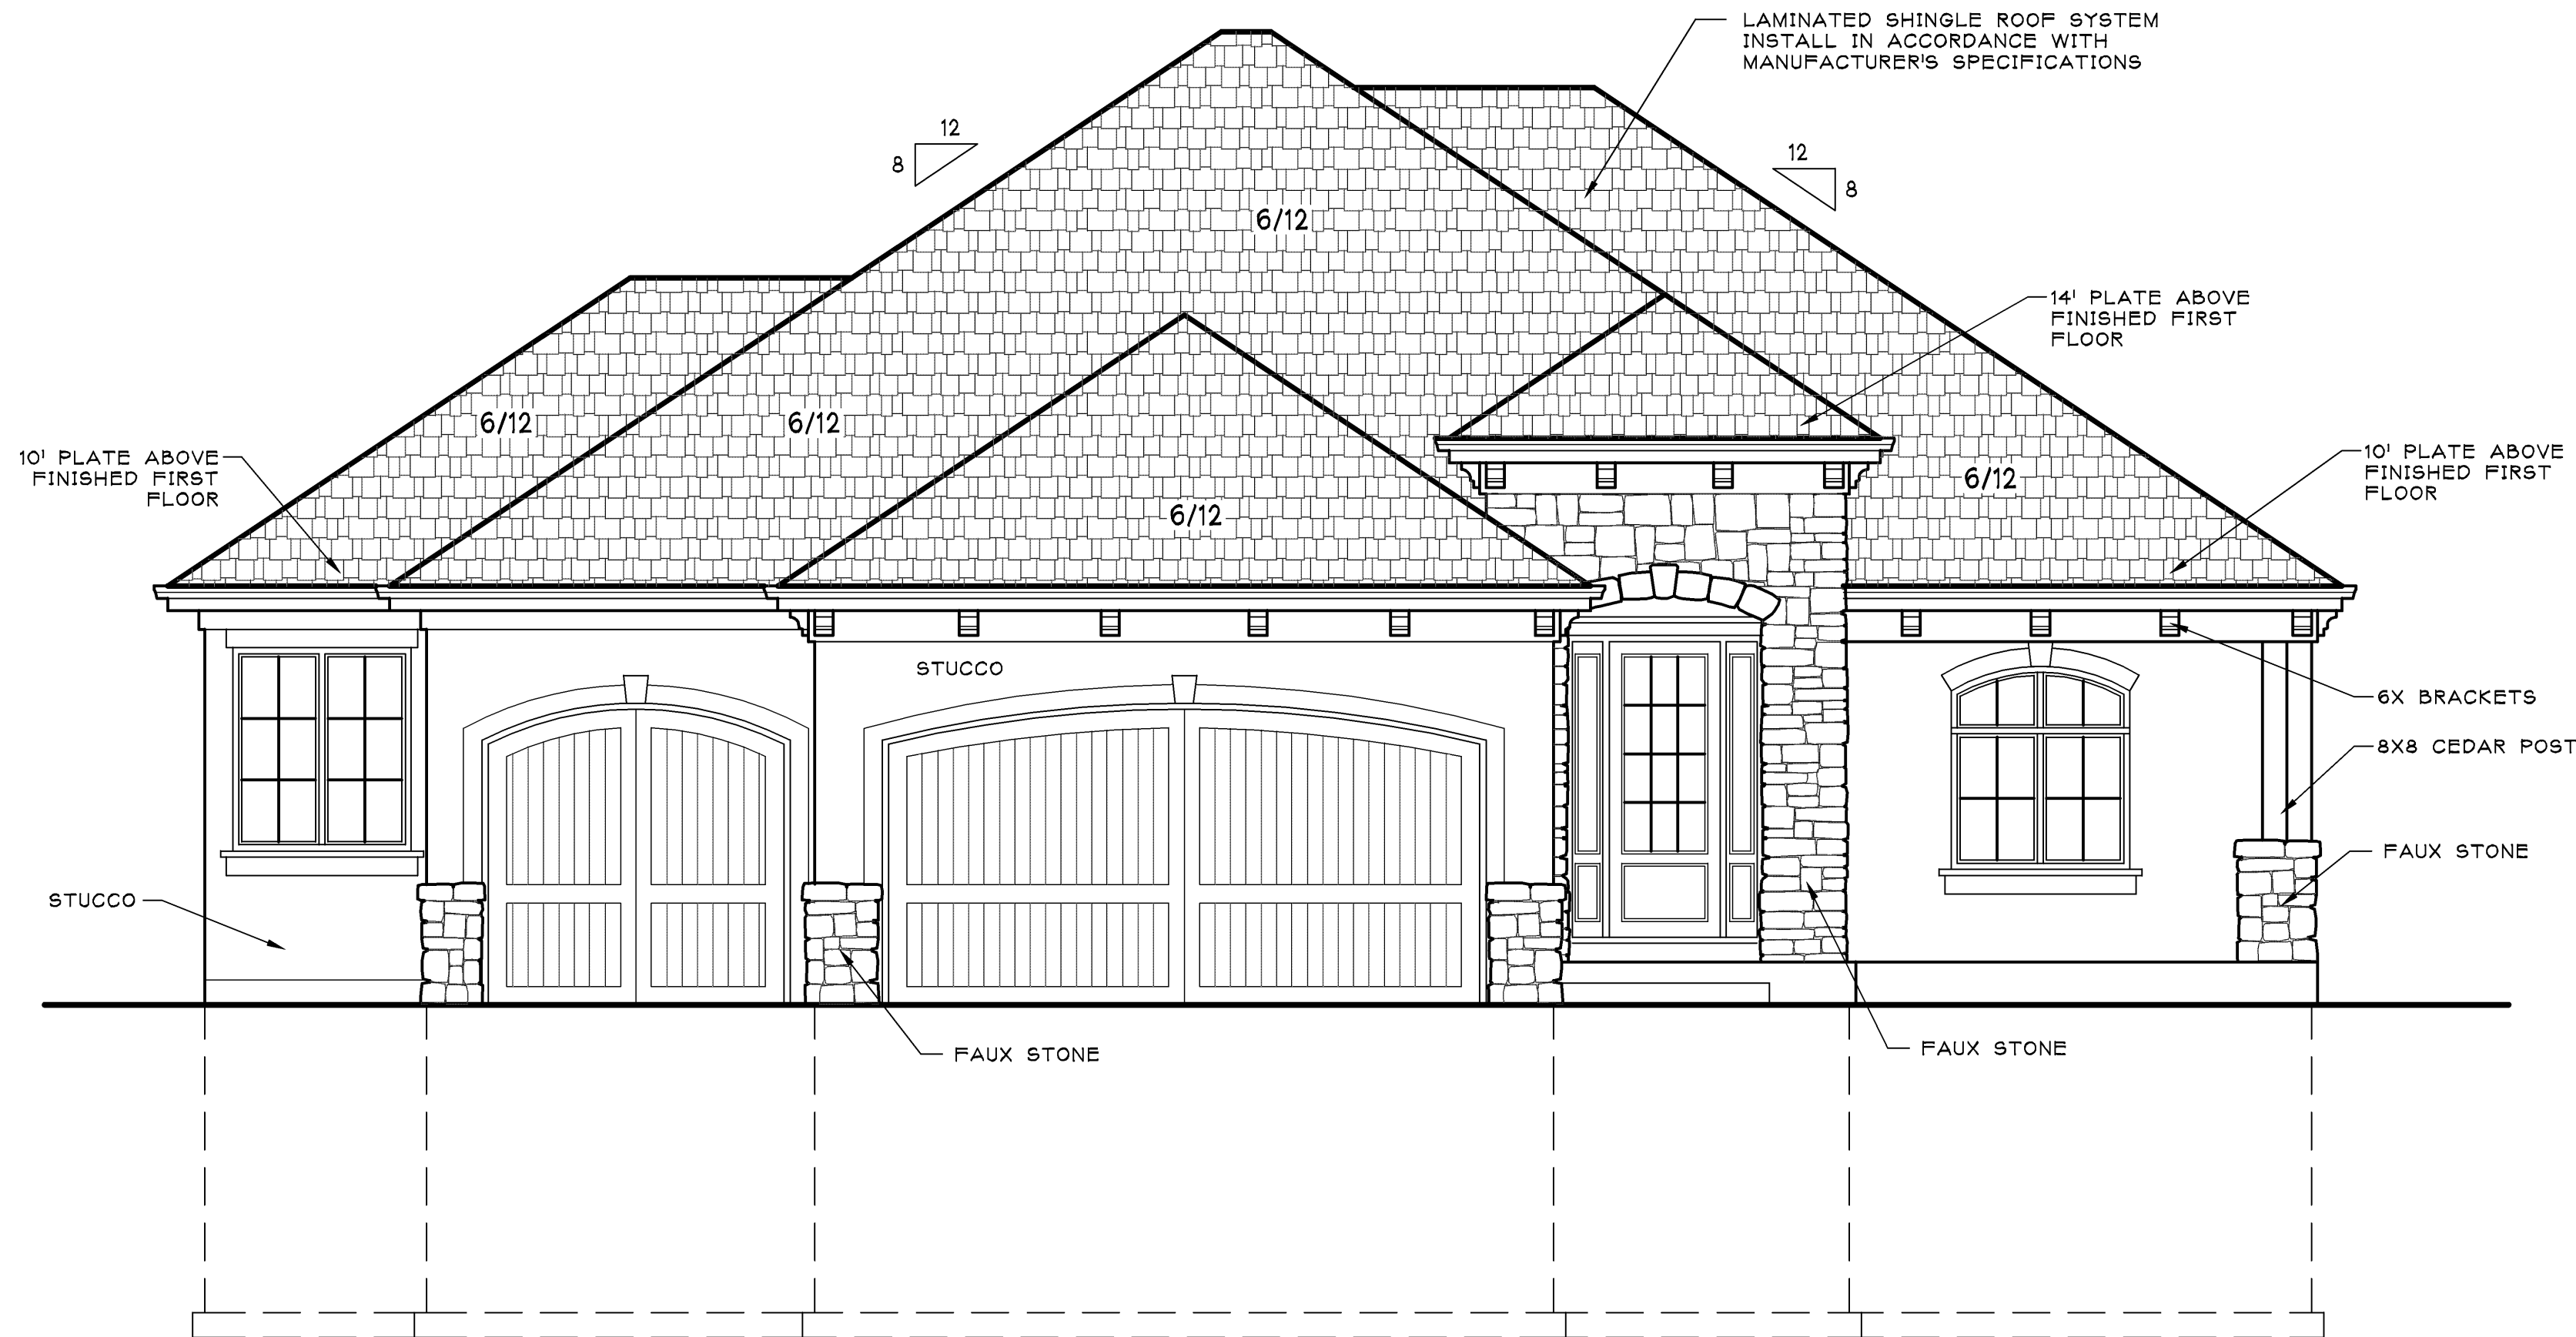 LAMINATED SHINGLE ROOF SYSTEM
INSTALL IN ACCORDANCE WITH
MANUFACTURER'S SPECIFICATIONS
12
8
12
8
6/12
14' PLATE ABOVE
FINISHED FIRST
FLOOR
6/12
6/12
10' PLATE ABOVE
FINISHED FIRST
FLOOR
10' PLATE ABOVE
FINISHED FIRST
FLOOR
6/12
6/12
STUCCO
6X BRACKETS
8X8 CEDAR POST
FAUX STONE
STUCCO
FAUX STONE
FAUX STONE